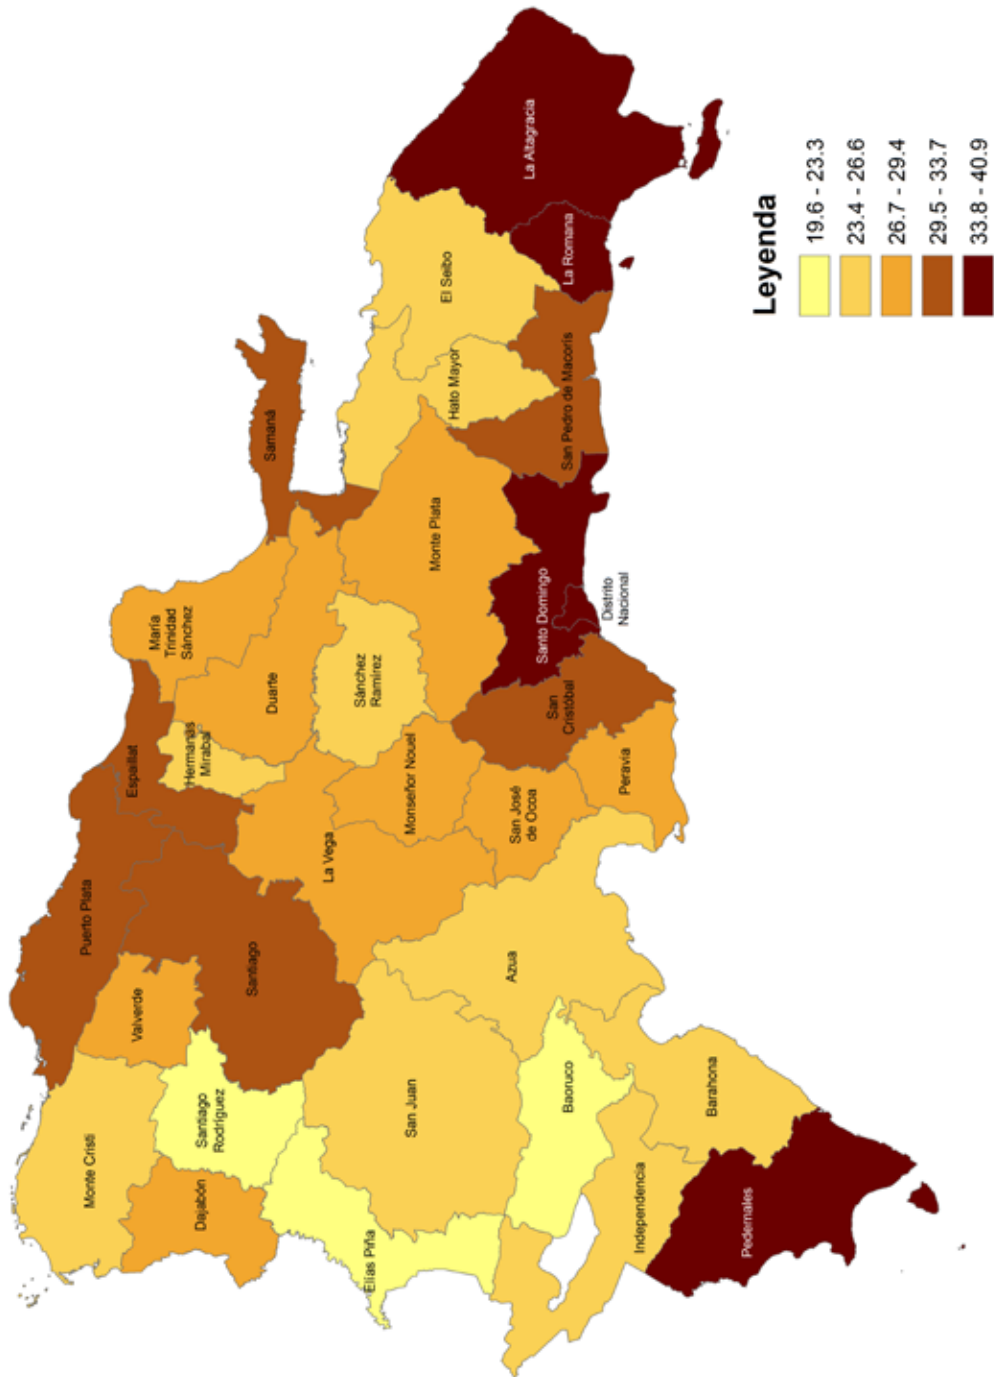 Puerto Plata
Espaillat
María
Trinidad
Sánchez
Samaná
Monte Cristi
Valverde
Santiago
Hermanas
Mirabal
Duarte
Dajabón
Santiago
Rodríguez
La Vega
Sánchez
Ramírez
Monseñor Nouel
Monte Plata
Hato Mayor
El Seibo
La Altagracia
Elías Piña
San Juan
Azua
San José
de Ocoa
San
Cristóbal
Santo Domingo
Distrito
Nacional
San Pedro de Macorís
La Romana
Baoruco
Peravia
Independencia
Barahona
Pedernales
Leyenda
19.6 - 23.3
23.4 - 26.6
26.7 - 29.4
29.5 - 33.7
33.8 - 40.9